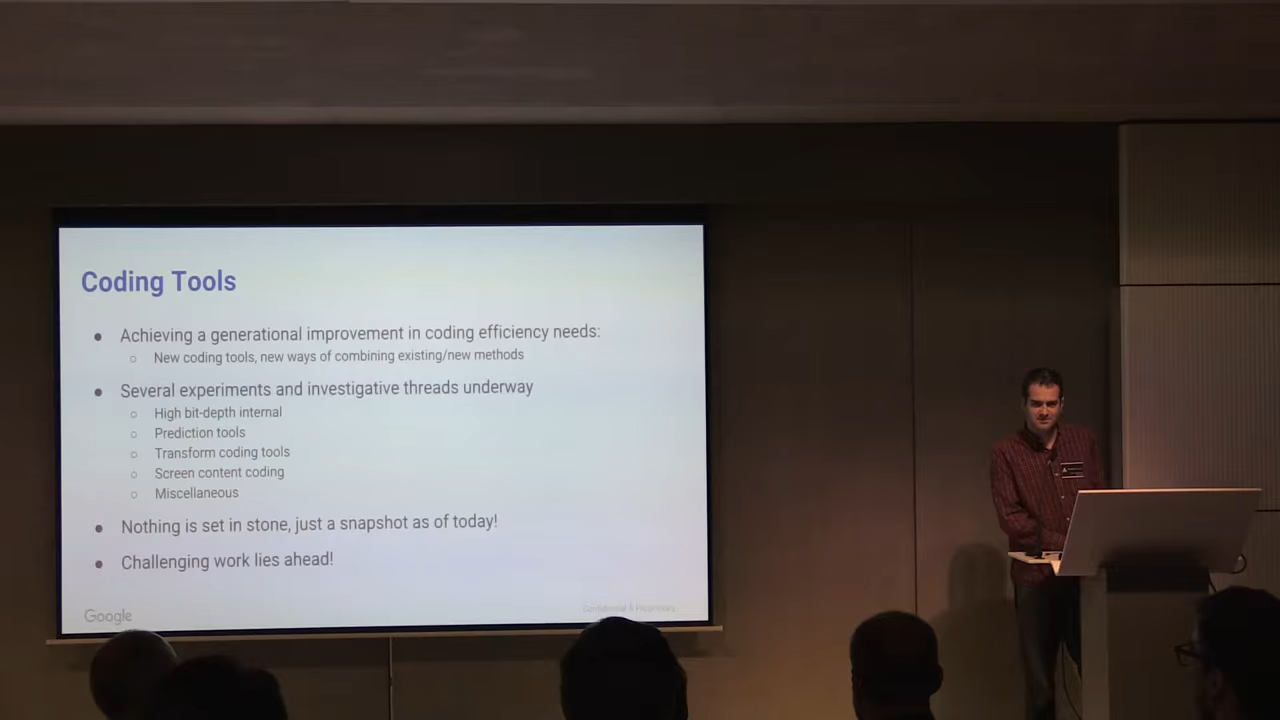 Coding Tools
● Achieving a generational improvement in coding efficiency needs:
○ New coding tools, new ways of combining existing/new methods
● Several experiments and investigative threads underway
○ High bit-depth internal
○ Prediction tools
○ Transform coding tools
○ Screen content coding
○ Miscellaneous
● Nothing is set in stone, just a snapshot as of today!
● Challenging work lies ahead!
Google
Confidential & Proprietary